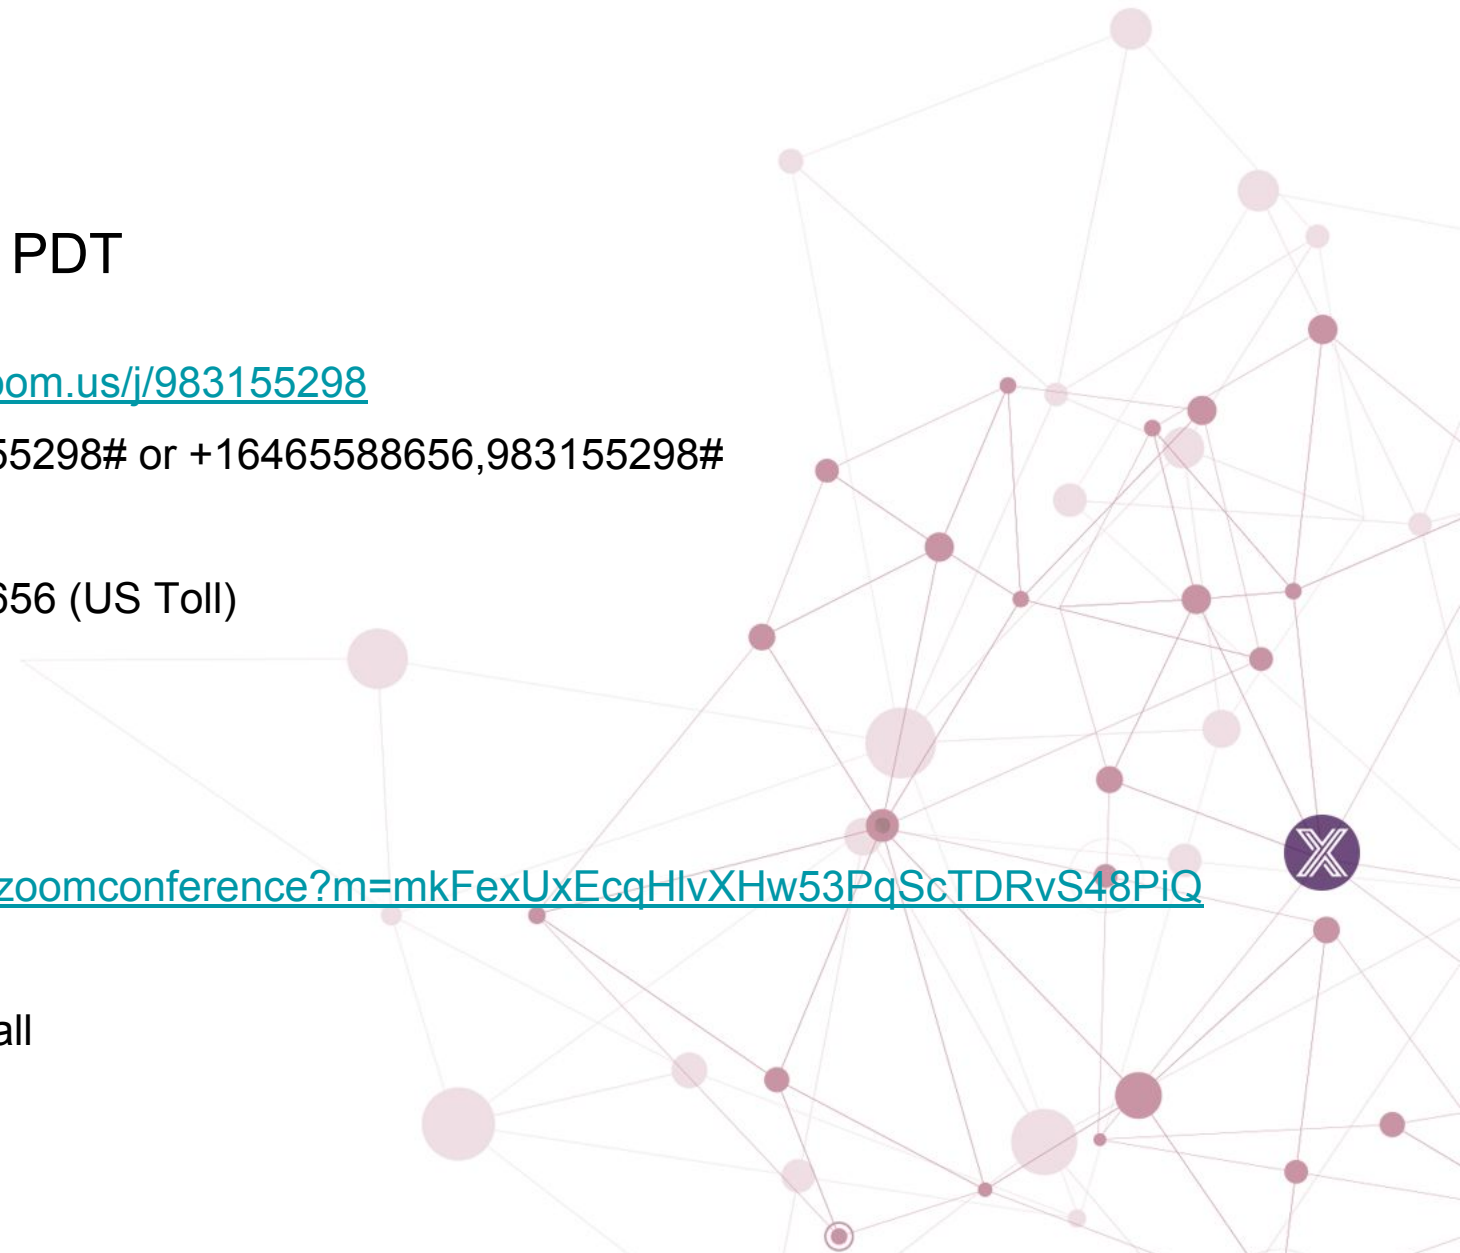 PDT
oom.us/j/983155298
55298# or +16465588656,983155298#
656 (US Toll)
zoomconference?m=mkFexUxEcqHlvXHw53PqScTDRvS48PiQ
all